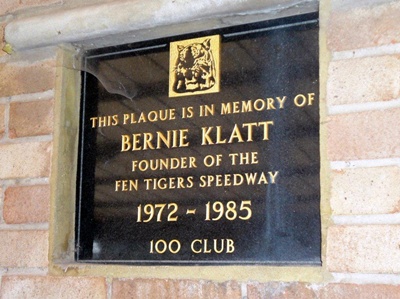 THIS PLAQUE IS IN MEMORY OF
BERNIE KLATT
FOUNDER OF THE
FEN TIGERS SPEEDWAY
1972 - 1985
100 CLUB